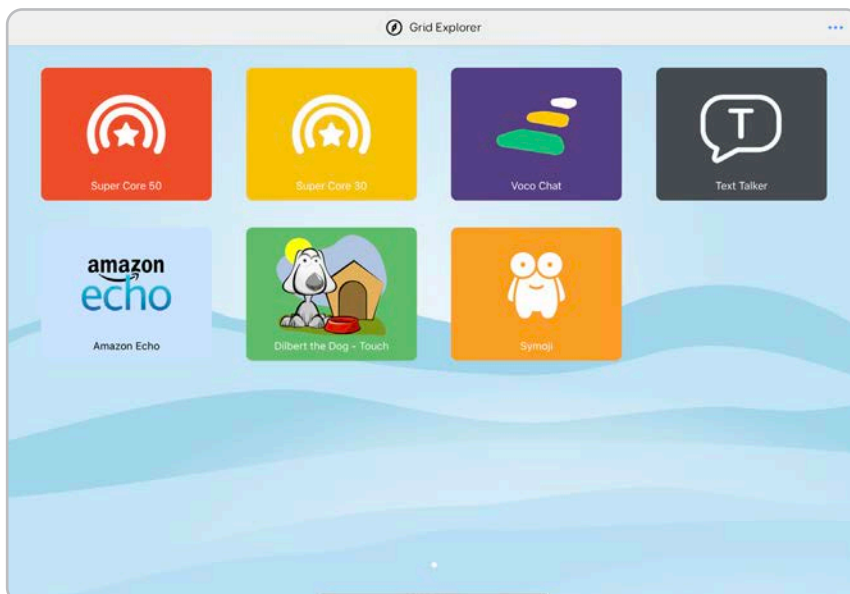 Grid Explorer
Super Core 50
Super Core 30
Voco Chat
T
Text Talker
amazon
echo
Amazon Echo
Dilbert the Dog - Touch
Symoji